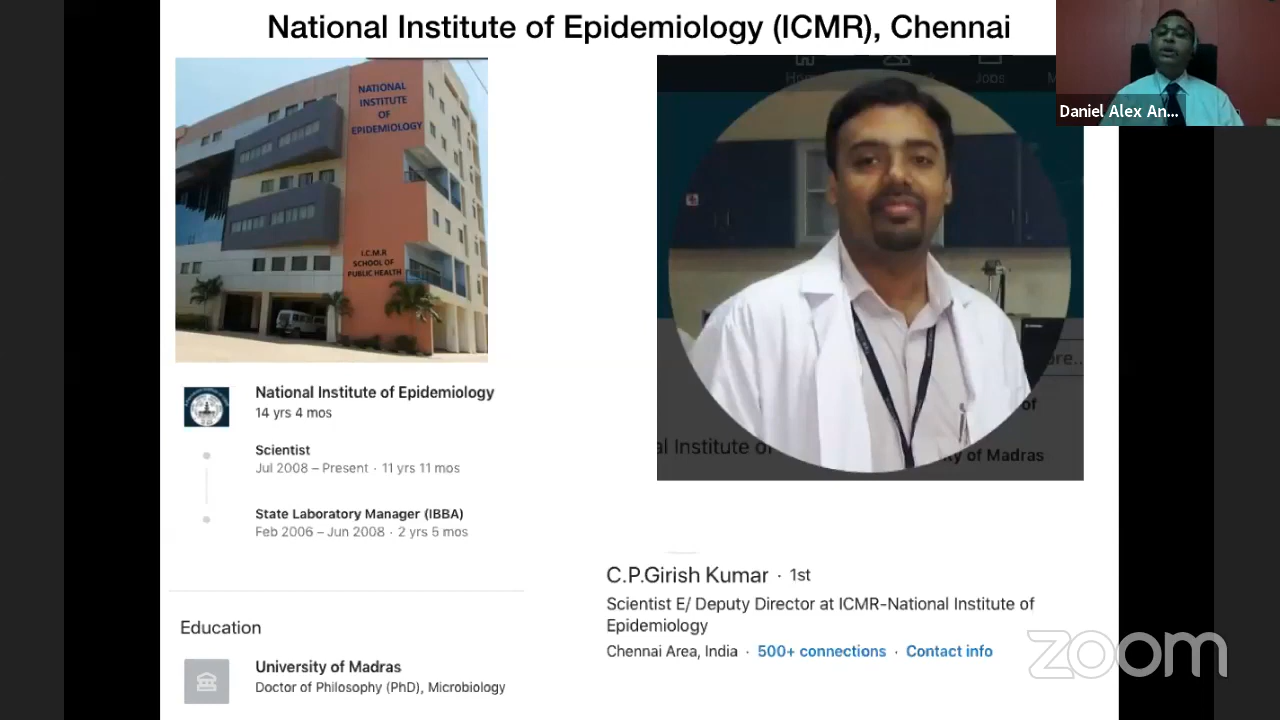 National Institute of Epidemiology (ICMR), Chennai
Jobs
Daniel Alex An...
NATIONAL
INSTITUTE
OF
EPIDEMIOLOGY
I.C.M.R
SCHOOL OF
PUBLIC HEALTH
of
al Institute of
ty of Madras
National Institute of Epidemiology
14 yrs 4 mos
Scientist
Jul 2008 – Present · 11 yrs 11 mos
State Laboratory Manager (IBBA)
Feb 2006 – Jun 2008 · 2 yrs 5 mos
Education
University of Madras
Doctor of Philosophy (PhD), Microbiology
C.P.Girish Kumar · 1st
Scientist E/ Deputy Director at ICMR-National Institute of
Epidemiology
Chennai Area, India · 500+ connections · Contact info
zoom